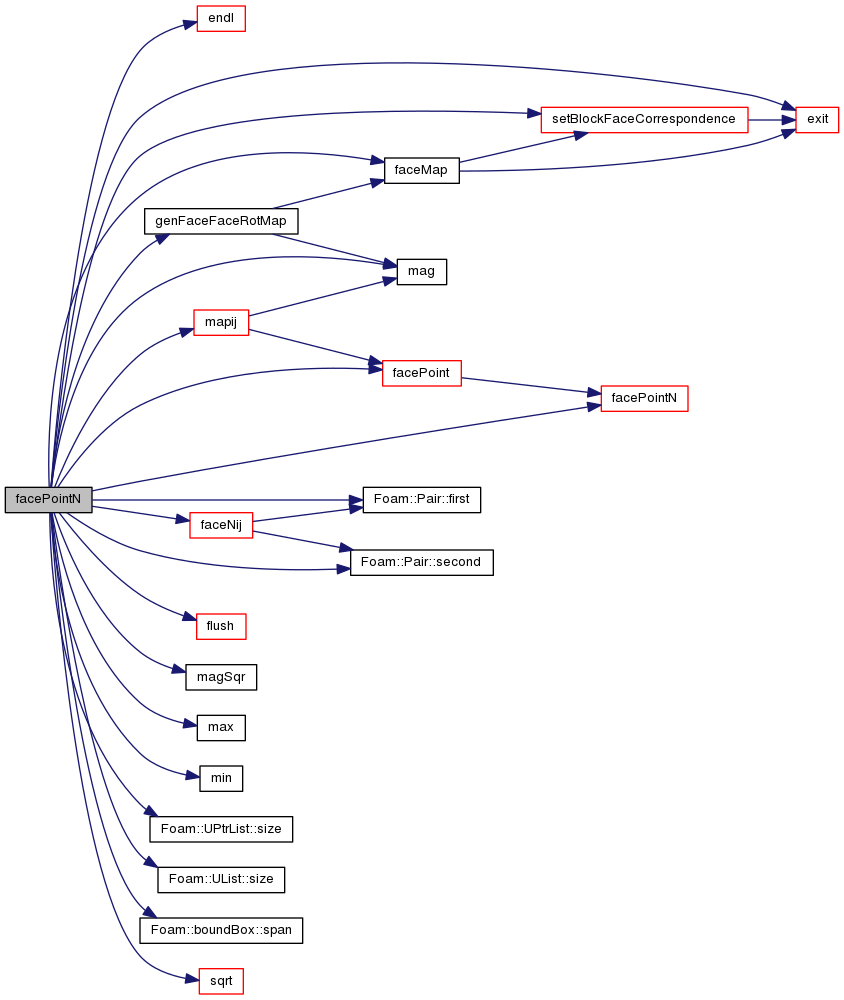 endl
setBlockFaceCorrespondence
exit
faceMap
genFaceFaceRotMap
mag
mapij
facePoint
facePointN
facePointN
Foam::Pair::first
faceNij
Foam::Pair::second
flush
magSqr
max
min
Foam::UPtrList::size
Foam::UList::size
Foam::boundBox::span
sqrt